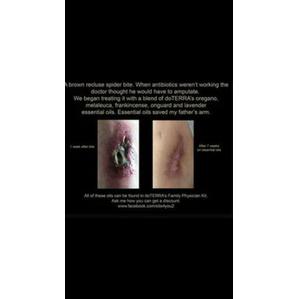 A brown recluse spider bite. When antibiotics weren't working the
doctor thought he would have to amputate.
We began treating it with a blend of doTERRA's oregano,
melaleuca, frankincense, onguard and lavender
essential oils. Essential oils saved my father's arm.
1 week after bite
After 7 weeks
on essential oils
All of these oils can be found in doTERRA's Family Physician Kit.
Ask me how you can get a discount.